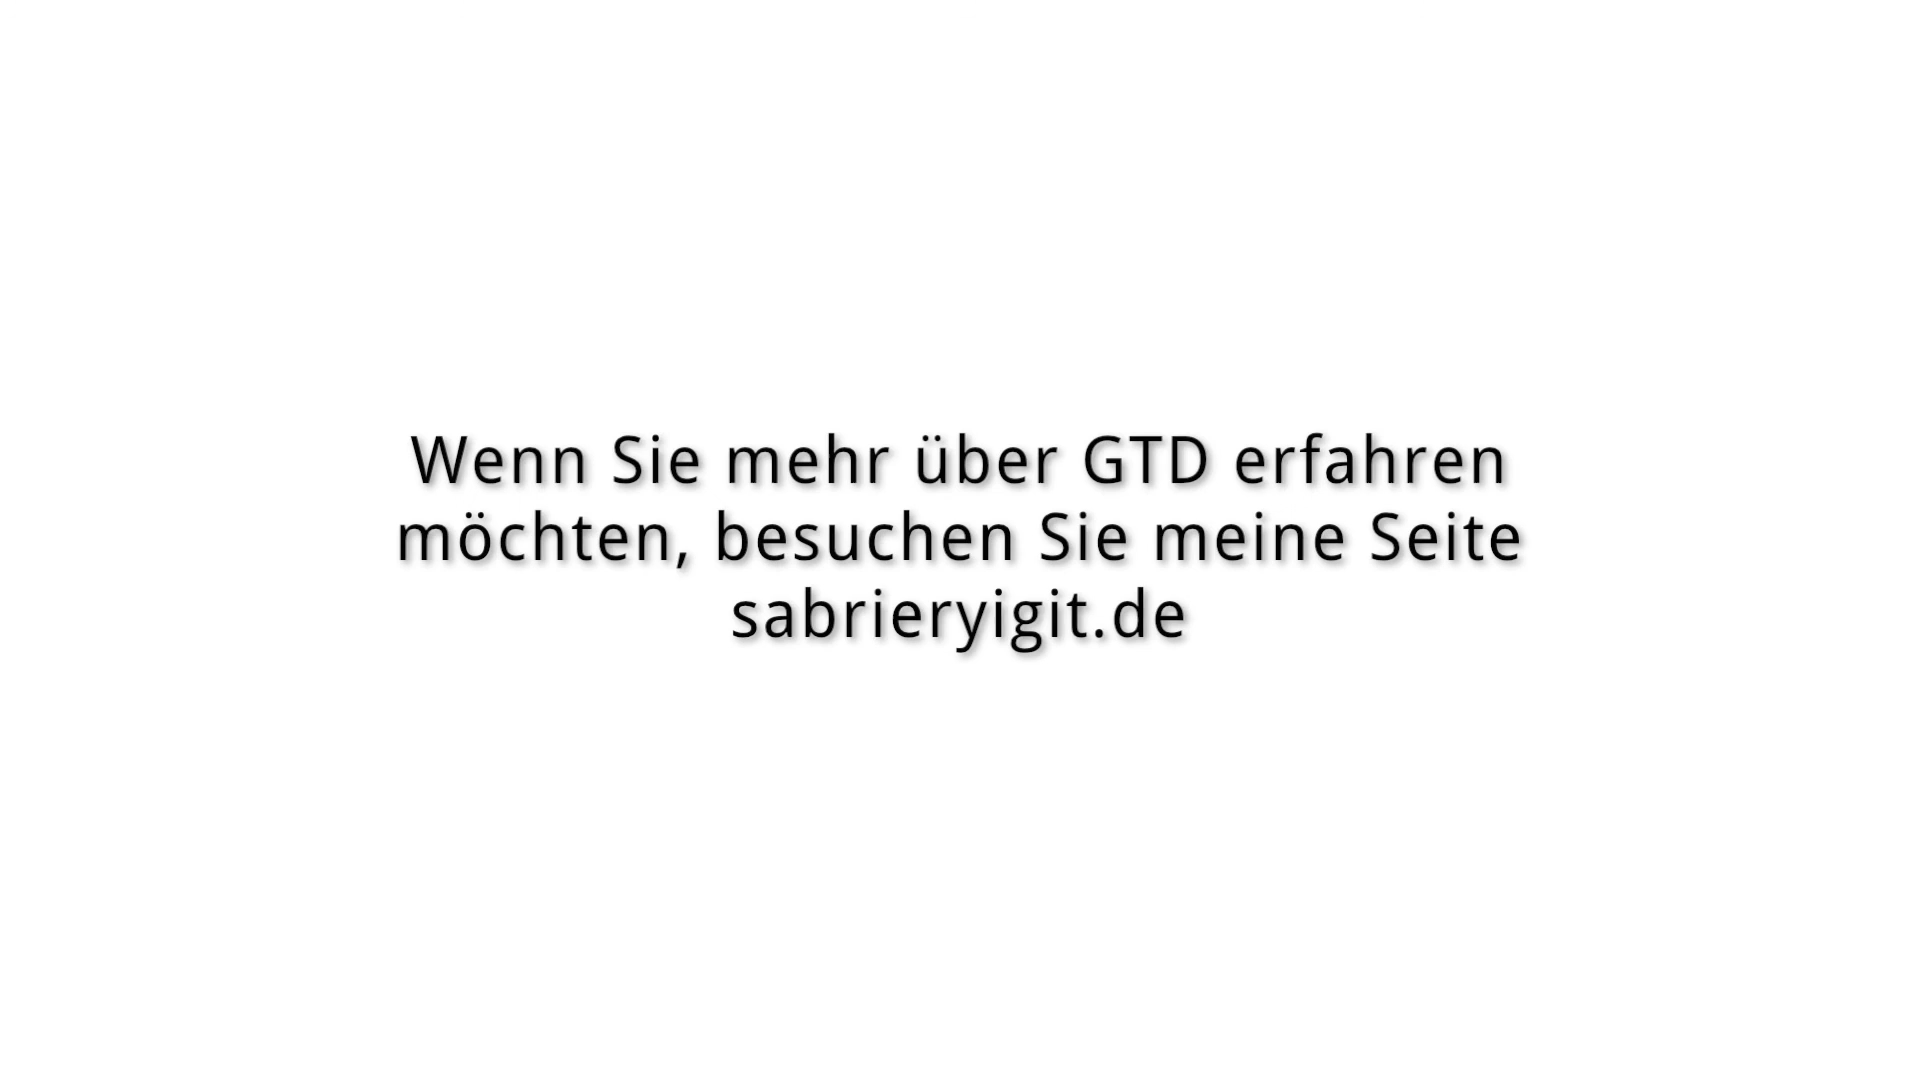 Wenn Sie mehr über GTD erfahren
möchten, besuchen Sie meine Seite
sabrieryigit.de